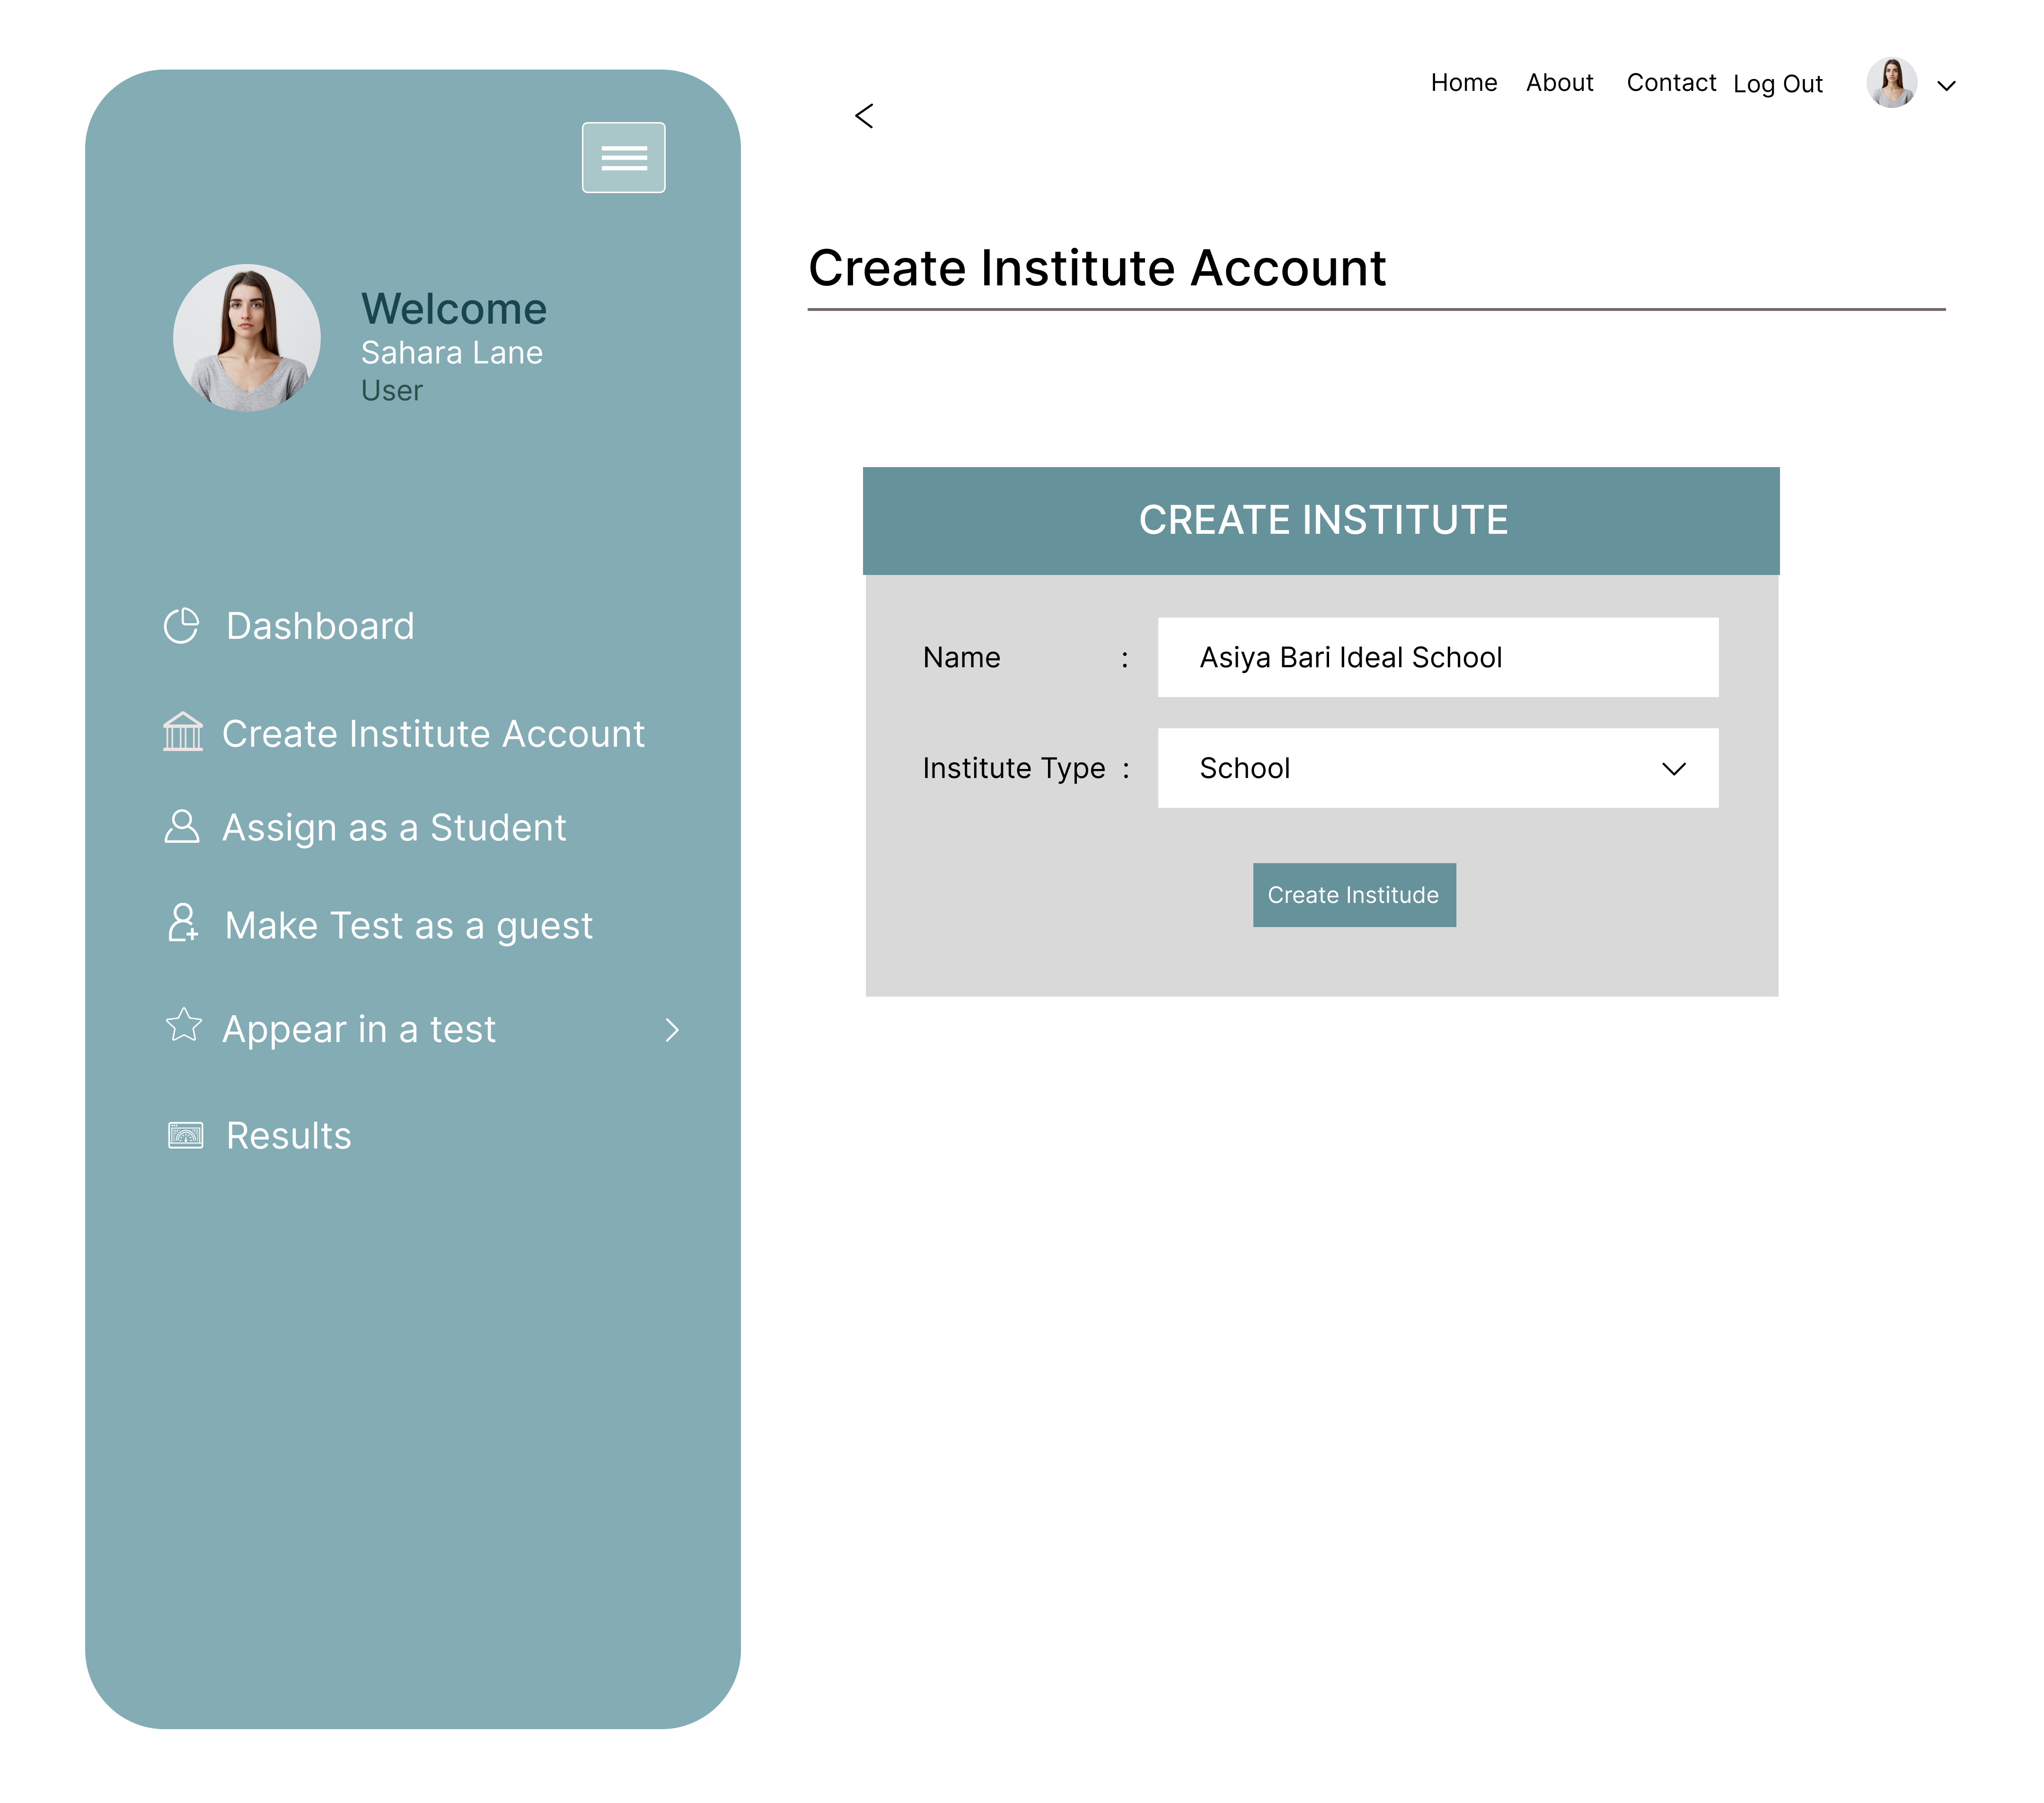 Home About Contact Log Out
Welcome
Sahara Lane
User
Dashboard
Create Institute Account
Assign as a Student
Make Test as a guest
Appear in a test
Results
Create Institute Account
CREATE INSTITUTE
Name : Asiya Bari Ideal School
Institute Type : School
Create Institude